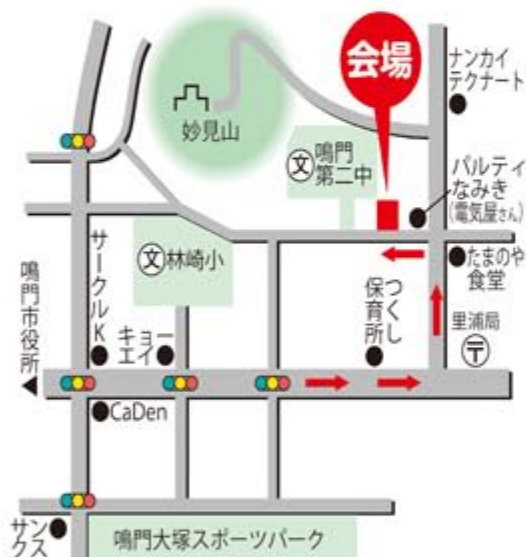 会場
ナンカイ
テクナート
妙見山
文
鳴門
第二中
パルティ
なみき
(電気屋さん)
文
林崎小
たまのや
食堂
鳴門市役所
サークルK
キョー
エイ
つくし
保育所
里浦局
〒
CaDen
サン
クス
鳴門大塚スポーツパーク